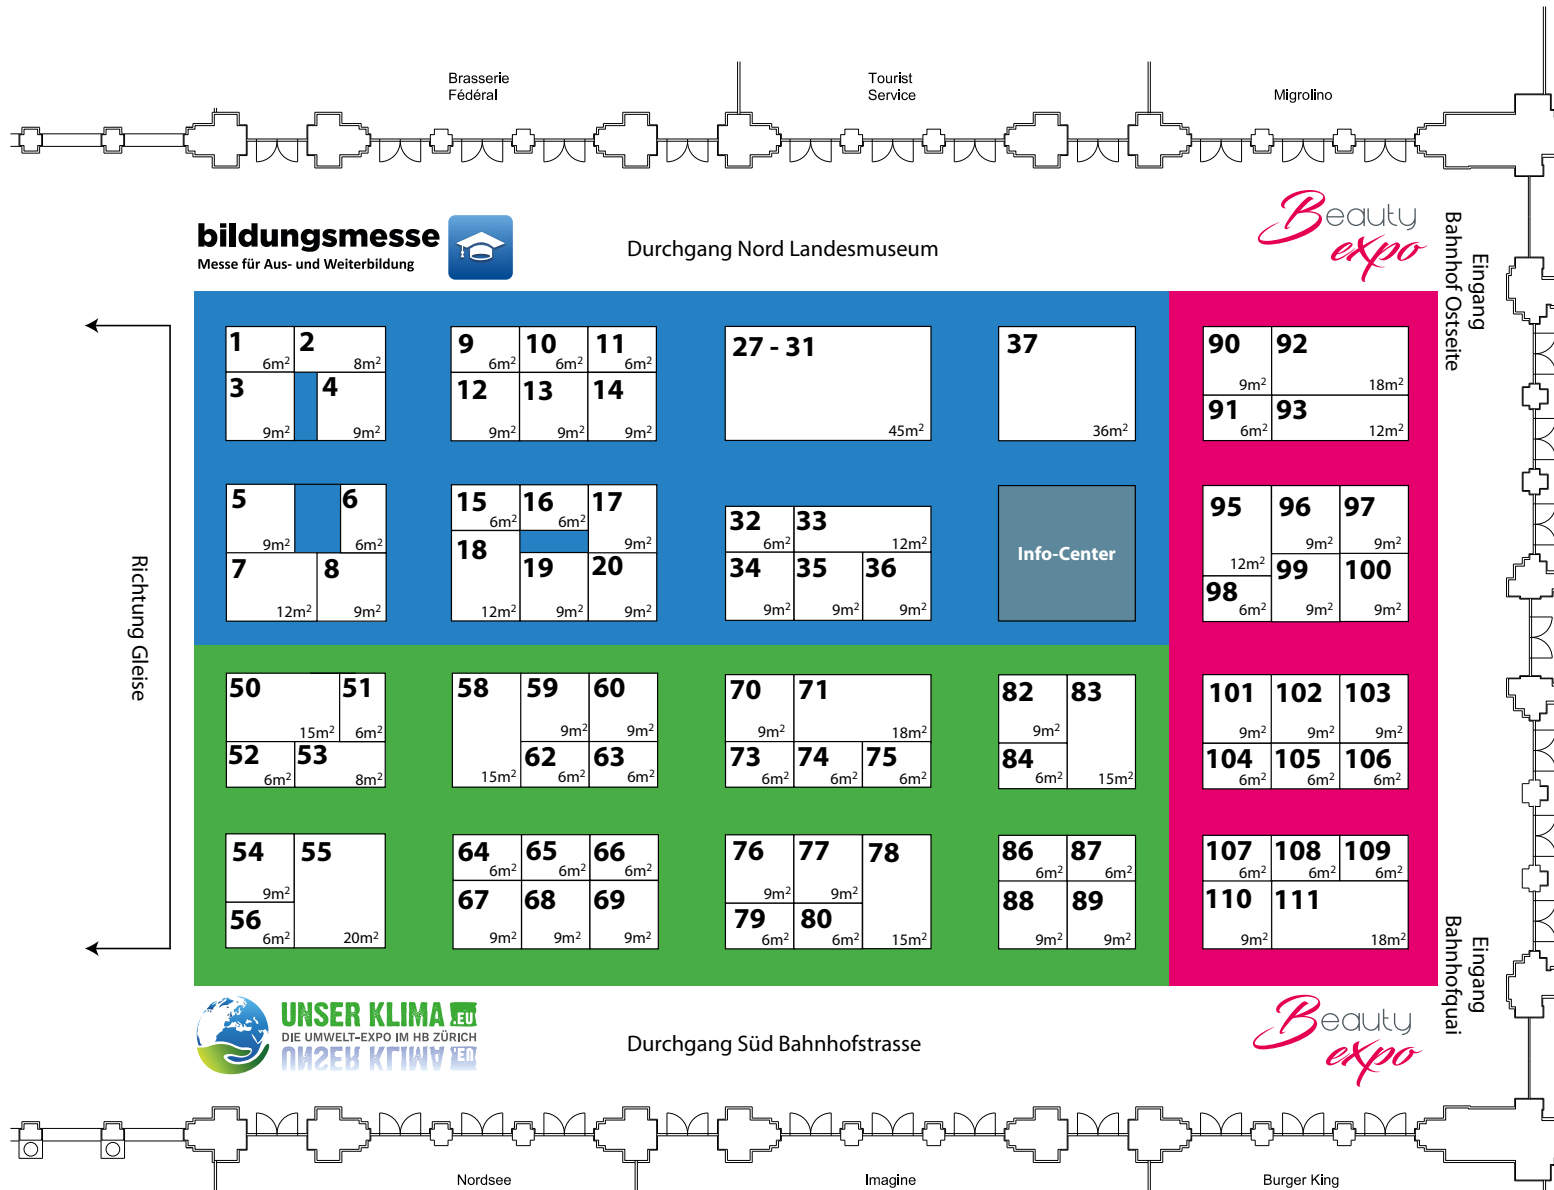 Brasserie
Fédéral
Tourist
Service
Migrolino
bildungsmesse
Messe für Aus- und Weiterbildung
Durchgang Nord Landesmuseum
Beauty
expo
Eingang
Bahnhof Ostseite
1 6m² 2 8m²
3 9m² 4 9m²
9 6m² 10 6m² 11 6m²
12 9m² 13 9m² 14 9m²
27 - 31 45m²
37 36m²
90 9m² 92 18m²
91 6m² 93 12m²
5 9m² 6 6m²
7 12m² 8 9m²
15 6m² 16 6m² 17 9m²
18 12m² 19 9m² 20 9m²
32 6m² 33 12m²
34 9m² 35 9m² 36 9m²
Info-Center
95 12m² 96 9m² 97 9m²
98 6m² 99 9m² 100 9m²
Richtung Gleise
50 15m² 51 6m²
52 6m² 53 8m²
58 15m² 59 9m² 60 9m²
62 6m² 63 6m²
70 9m² 71 18m²
73 6m² 74 6m² 75 6m²
82 9m² 83 15m²
84 6m²
101 9m² 102 9m² 103 9m²
104 6m² 105 6m² 106 6m²
54 9m² 55 20m²
56 6m²
64 6m² 65 6m² 66 6m²
67 9m² 68 9m² 69 9m²
76 9m² 77 9m² 78 15m²
79 6m² 80 6m²
86 6m² 87 6m²
88 9m² 89 9m²
107 6m² 108 6m² 109 6m²
110 9m² 111 18m²
Eingang
Bahnhofquai
UNSER KLIMA .EU
DIE UMWELT-EXPO IM HB ZÜRICH
UNSER KLIMA .EU
Durchgang Süd Bahnhofstrasse
Beauty
expo
Nordsee
Imagine
Burger King